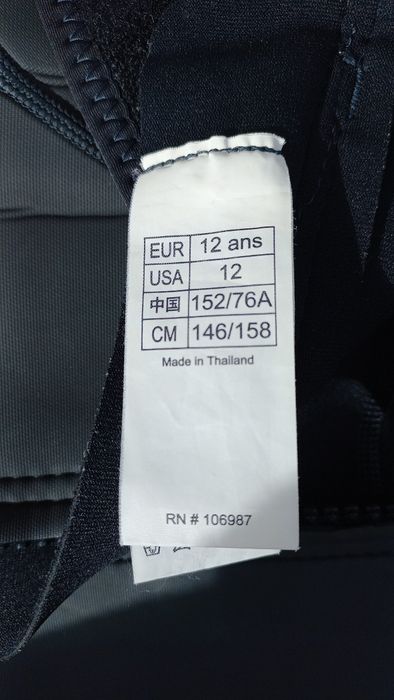 EUR 12 ans
USA 12
中国 152/76A
CM 146/158
Made in Thailand
RN # 106987